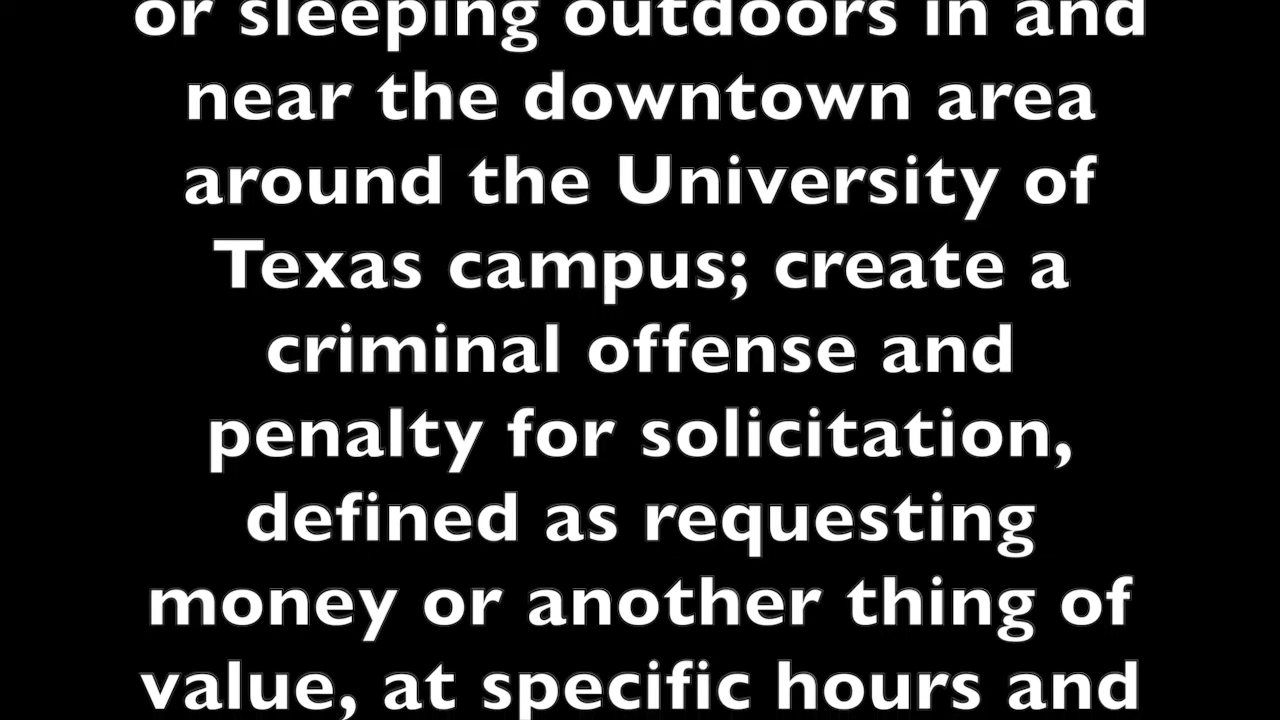 or sleeping outdoors in and
near the downtown area
around the University of
Texas campus; create a
criminal offense and
penalty for solicitation,
defined as requesting
money or another thing of
value, at specific hours and